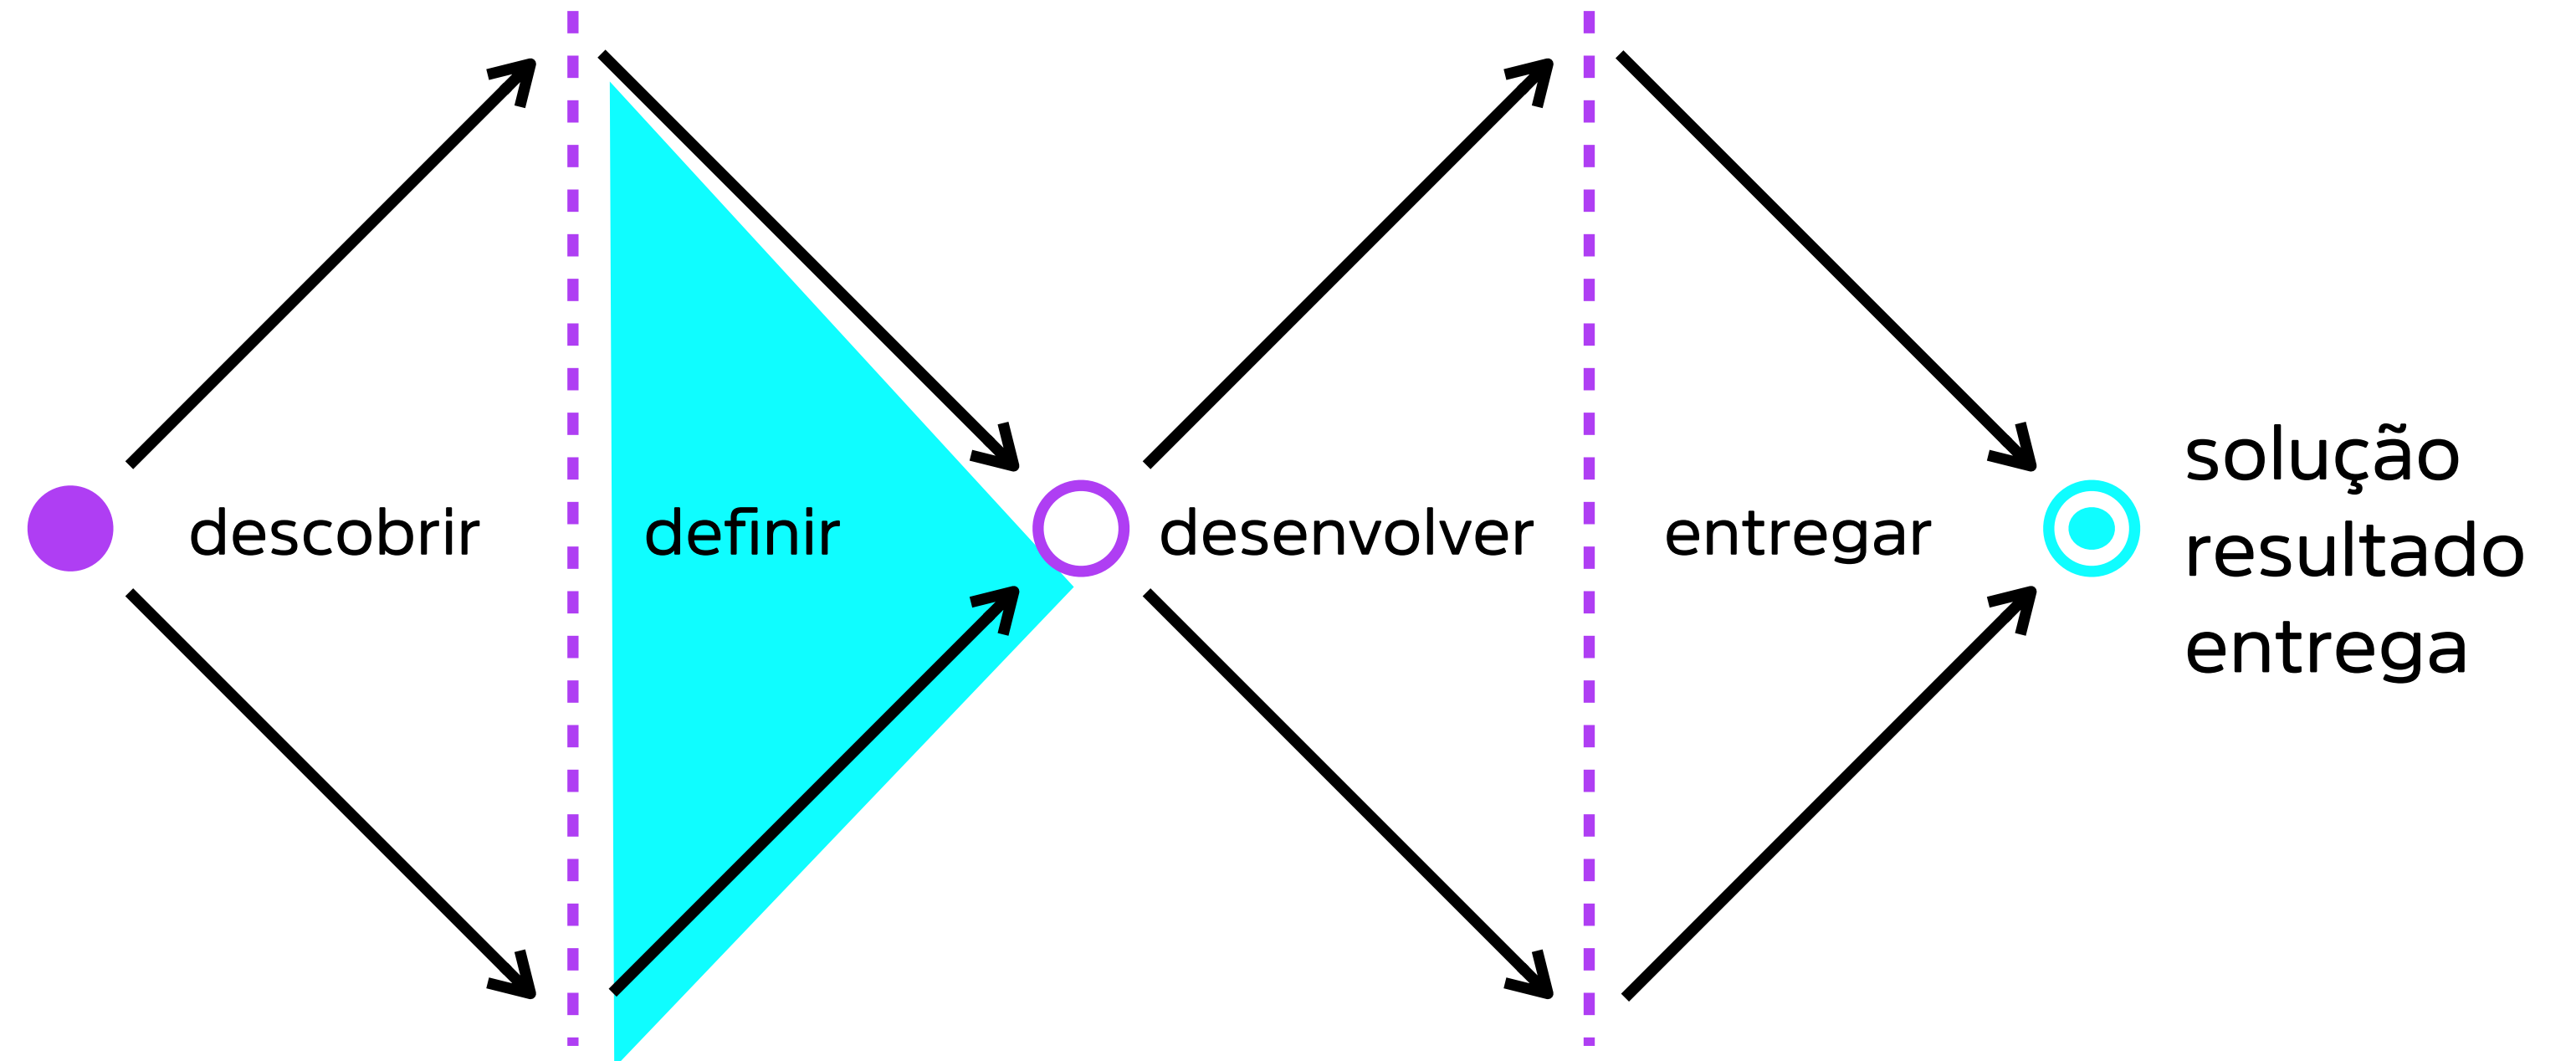 descobrir
definir
desenvolver
entregar
solução
resultado
entrega